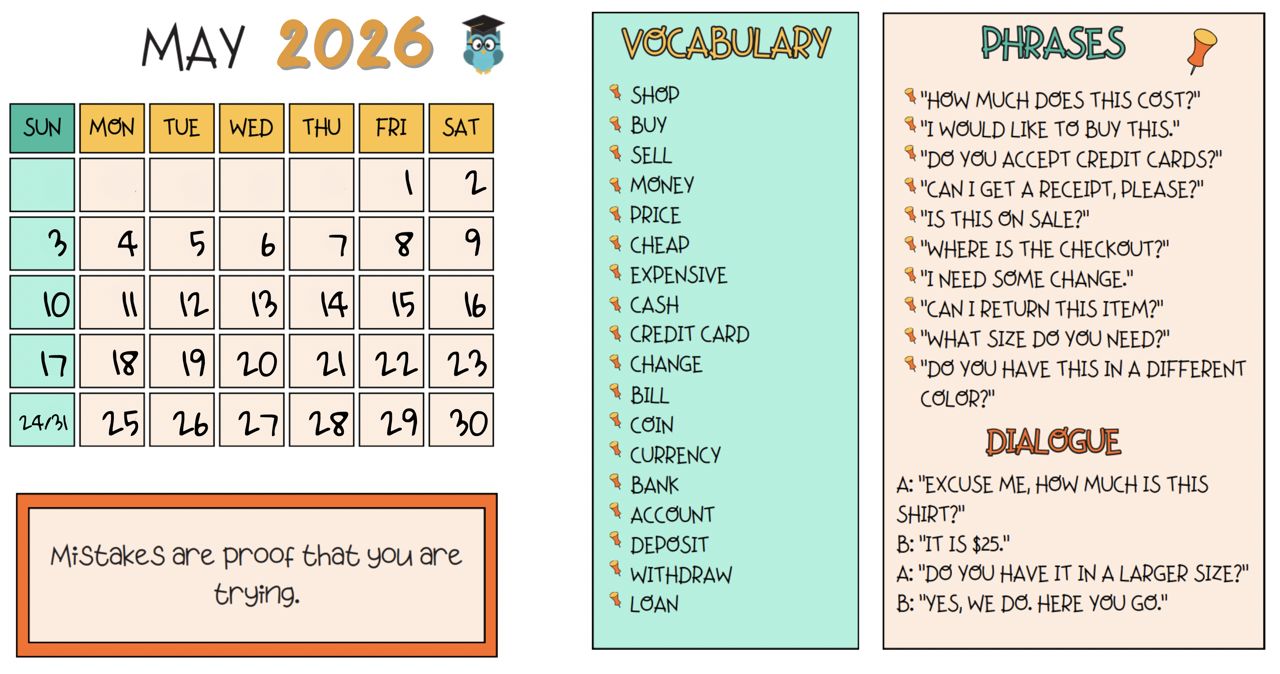 MAY 2026
SUN MON TUE WED THU FRI SAT
1 2
3 4 5 6 7 8 9
10 11 12 13 14 15 16
17 18 19 20 21 22 23
24/31 25 26 27 28 29 30
Mistakes are proof that you are
trying.
VOCABULARY
SHOP
BUY
SELL
MONEY
PRICE
CHEAP
EXPENSIVE
CASH
CREDIT CARD
CHANGE
BILL
COIN
CURRENCY
BANK
ACCOUNT
DEPOSIT
WITHDRAW
LOAN
PHRASES
"HOW MUCH DOES THIS COST?"
"I WOULD LIKE TO BUY THIS."
"DO YOU ACCEPT CREDIT CARDS?"
"CAN I GET A RECEIPT, PLEASE?"
"IS THIS ON SALE?"
"WHERE IS THE CHECKOUT?"
"I NEED SOME CHANGE."
"CAN I RETURN THIS ITEM?"
"WHAT SIZE DO YOU NEED?"
"DO YOU HAVE THIS IN A DIFFERENT
COLOR?"
DIALOGUE
A: "EXCUSE ME, HOW MUCH IS THIS
SHIRT?"
B: "IT IS $25."
A: "DO YOU HAVE IT IN A LARGER SIZE?"
B: "YES, WE DO. HERE YOU GO."